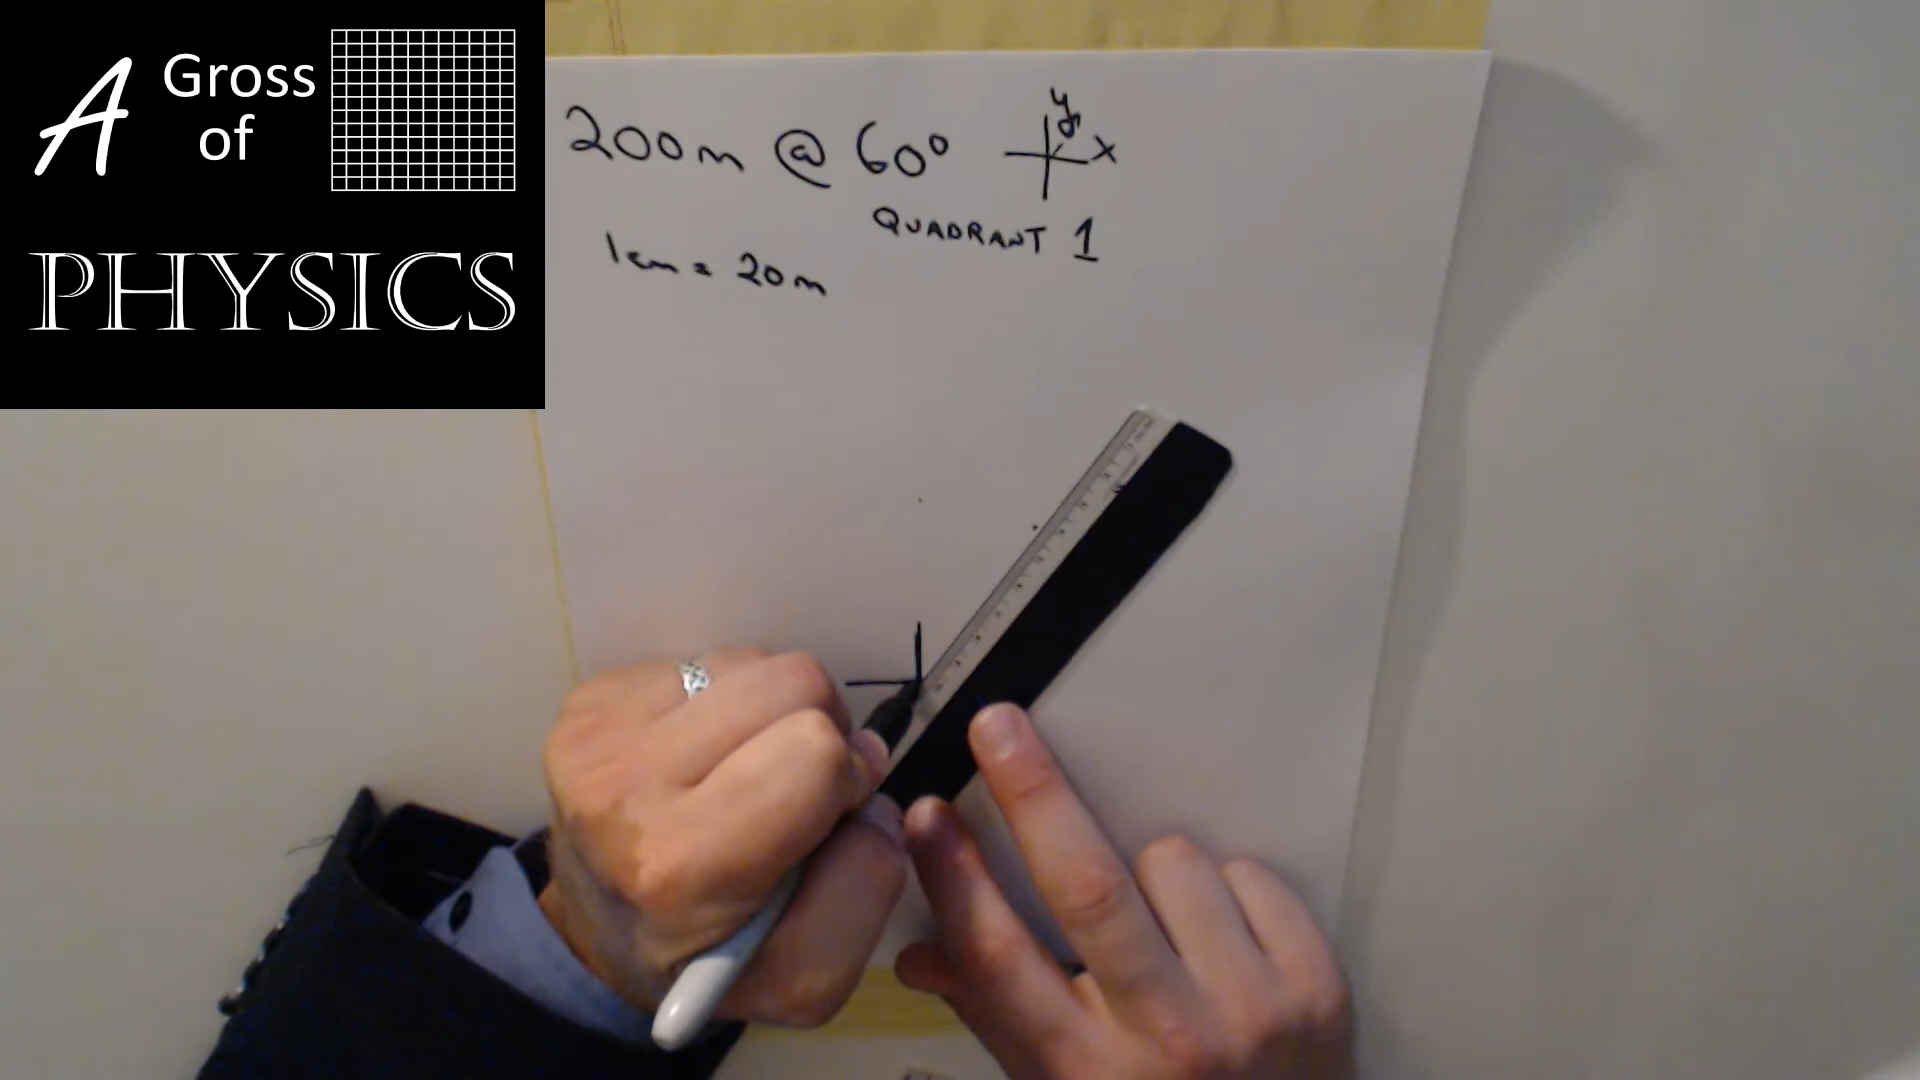 A Gross of
PHYSICS
200m @ 60°
y
x
QUADRANT 1
1cm = 20m